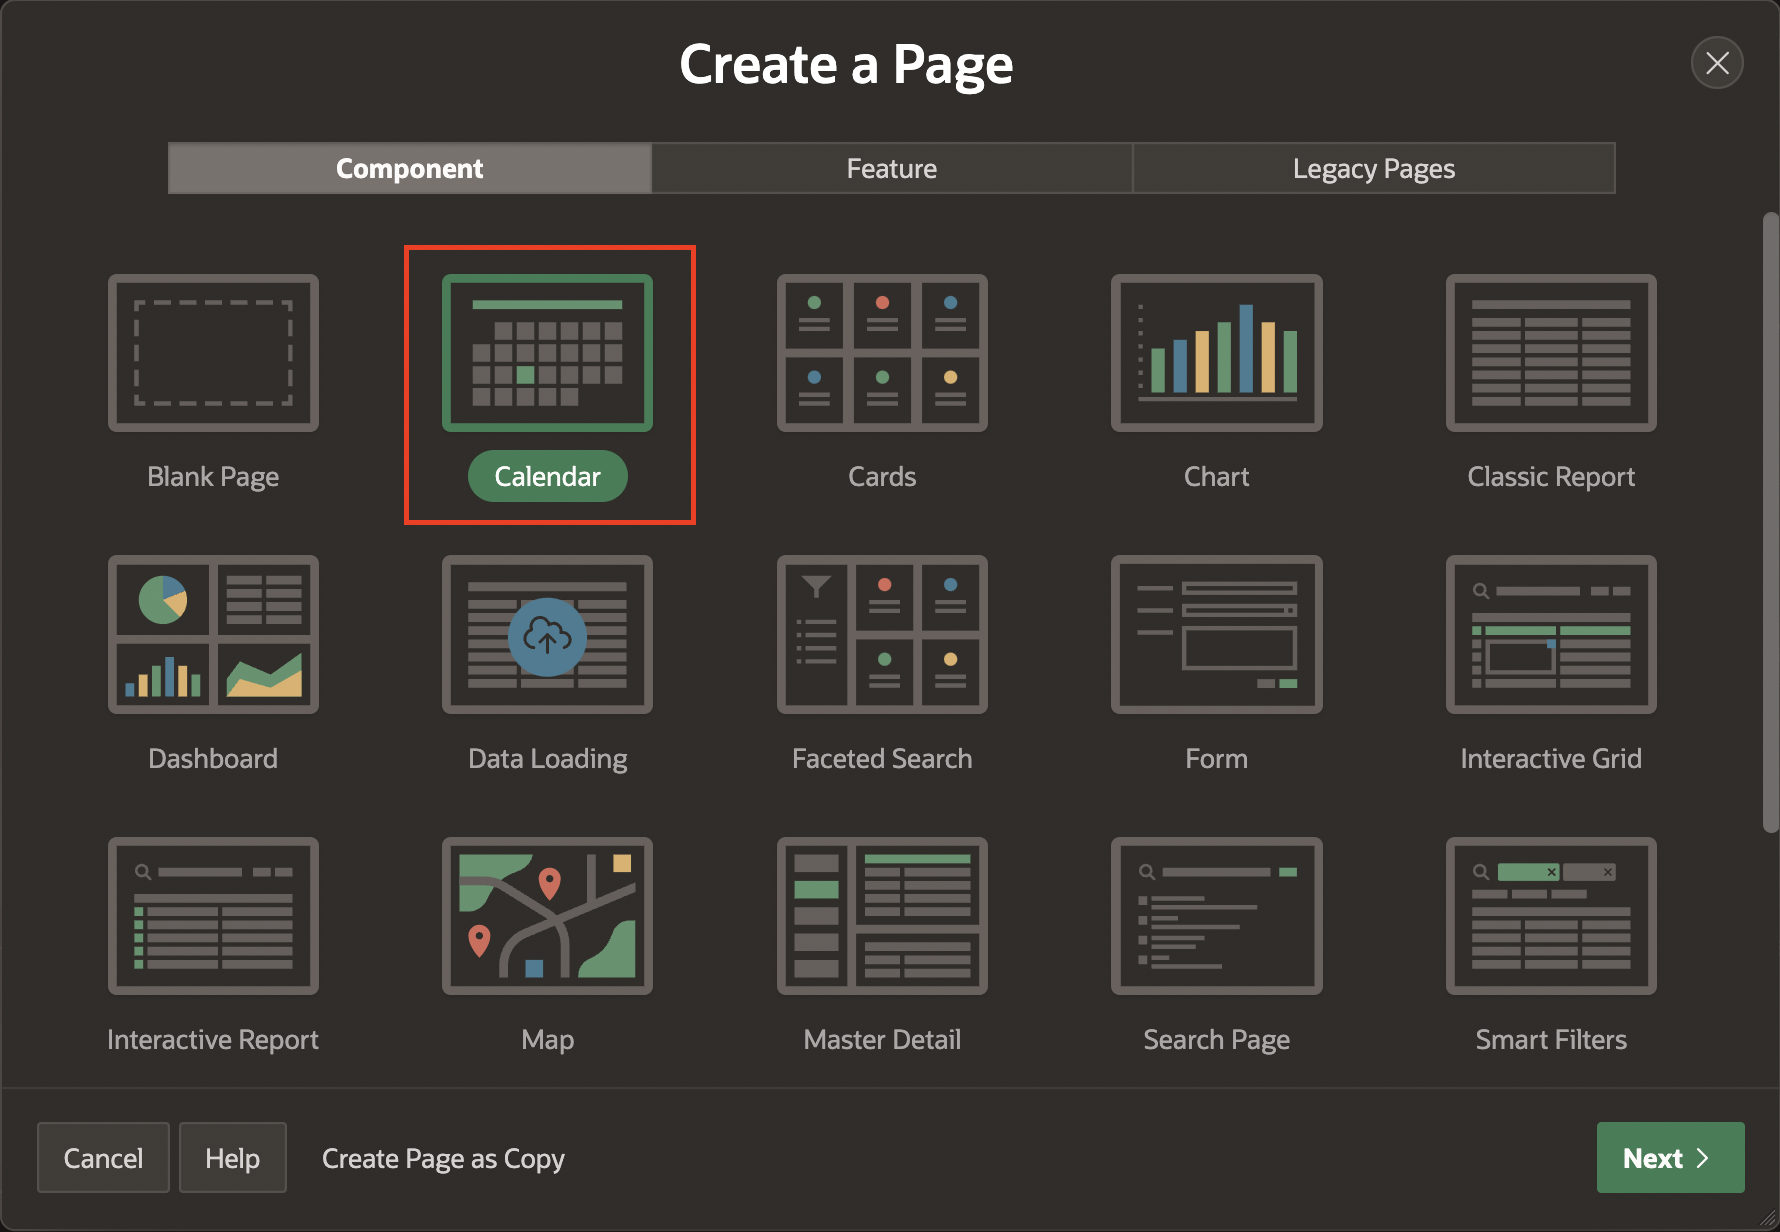 Create a Page
Component Feature Legacy Pages
Blank Page Calendar Cards Chart Classic Report
Dashboard Data Loading Faceted Search Form Interactive Grid
Interactive Report Map Master Detail Search Page Smart Filters
Cancel Help Create Page as Copy Next